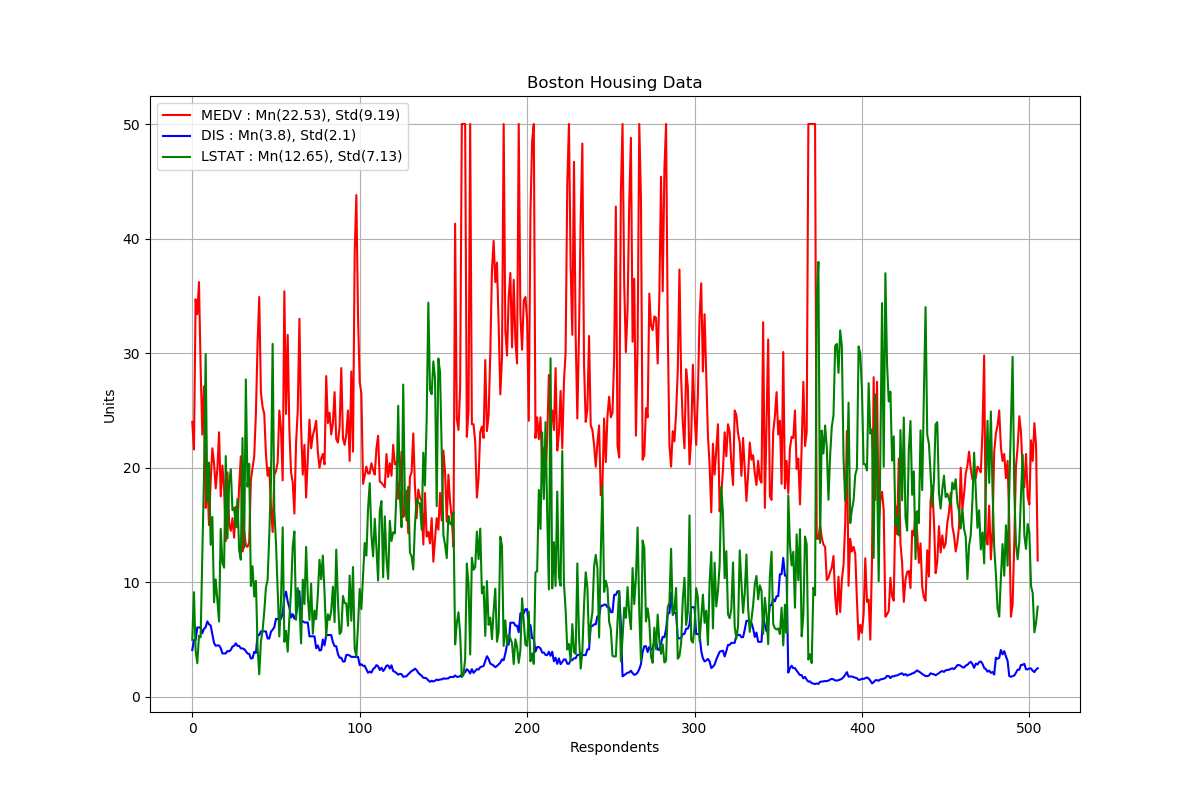 Boston Housing Data
MEDV : Mn(22.53), Std(9.19)
DIS : Mn(3.8), Std(2.1)
LSTAT : Mn(12.65), Std(7.13)
50
40
30
20
10
0
Units
0 100 200 300 400 500
Respondents